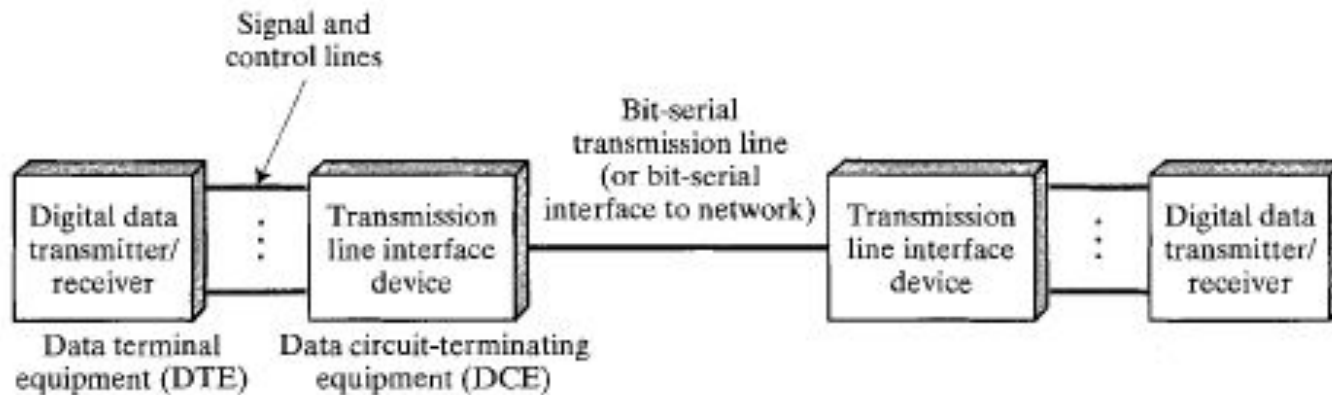 Signal and
control lines
Bit-serial
transmission line
(or bit-serial
interface to network)
Digital data
transmitter/
receiver
Transmission
line interface
device
Transmission
line interface
device
Digital data
transmitter/
receiver
Data terminal
equipment (DTE)
Data circuit-terminating
equipment (DCE)